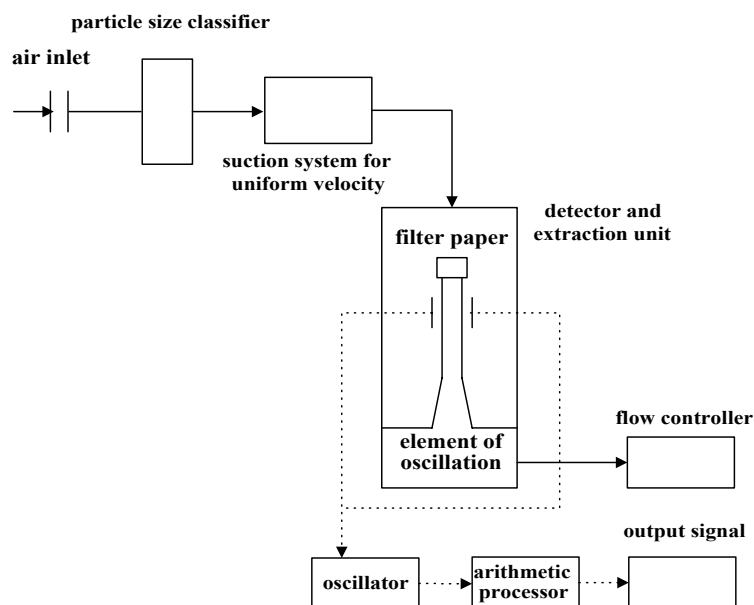 particle size classifier
air inlet
suction system for
uniform velocity
detector and
extraction unit
filter paper
element of
oscillation
flow controller
output signal
oscillator
arithmetic
processor